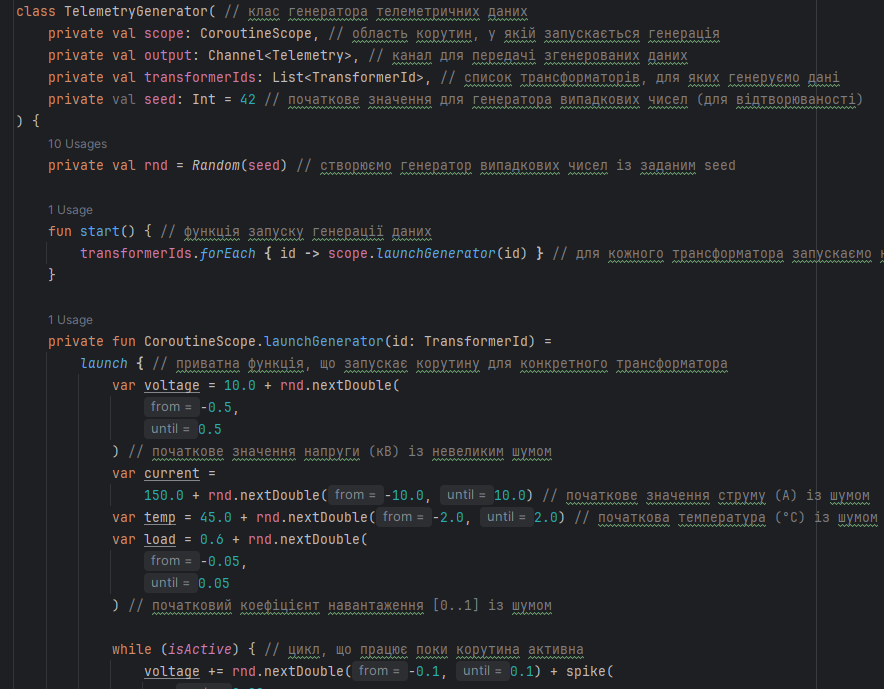 class TelemetryGenerator( // клас генератора телеметричних даних
private val scope: CoroutineScope, // область корутин, у якій запускається генерація
private val output: Channel<Telemetry>, // канал для передачі згенерованих даних
private val transformerIds: List<TransformerId>, // список трансформаторів, для яких генеруємо дані
private val seed: Int = 42 // початкове значення для генератора випадкових чисел (для відтворюваності)
) {
10 Usages
private val rnd = Random(seed) // створюємо генератор випадкових чисел із заданим seed
1 Usage
fun start() { // функція запуску генерації даних
transformerIds.forEach { id -> scope.launchGenerator(id) } // для кожного трансформатора запускаємо
}
1 Usage
private fun CoroutineScope.launchGenerator(id: TransformerId) =
launch { // приватна функція, що запускає корутину для конкретного трансформатора
var voltage = 10.0 + rnd.nextDouble(
from = -0.5,
until = 0.5
) // початкове значення напруги (кВ) із невеликим шумом
var current =
150.0 + rnd.nextDouble( from = -10.0, until = 10.0) // початкове значення струму (А) із шумом
var temp = 45.0 + rnd.nextDouble( from = -2.0, until = 2.0) // початкова температура (°C) із шумом
var load = 0.6 + rnd.nextDouble(
from = -0.05,
until = 0.05
) // початковий коефіцієнт навантаження [0..1] із шумом
while (isActive) { // цикл, що працює поки корутина активна
voltage += rnd.nextDouble( from = -0.1, until = 0.1) + spike(